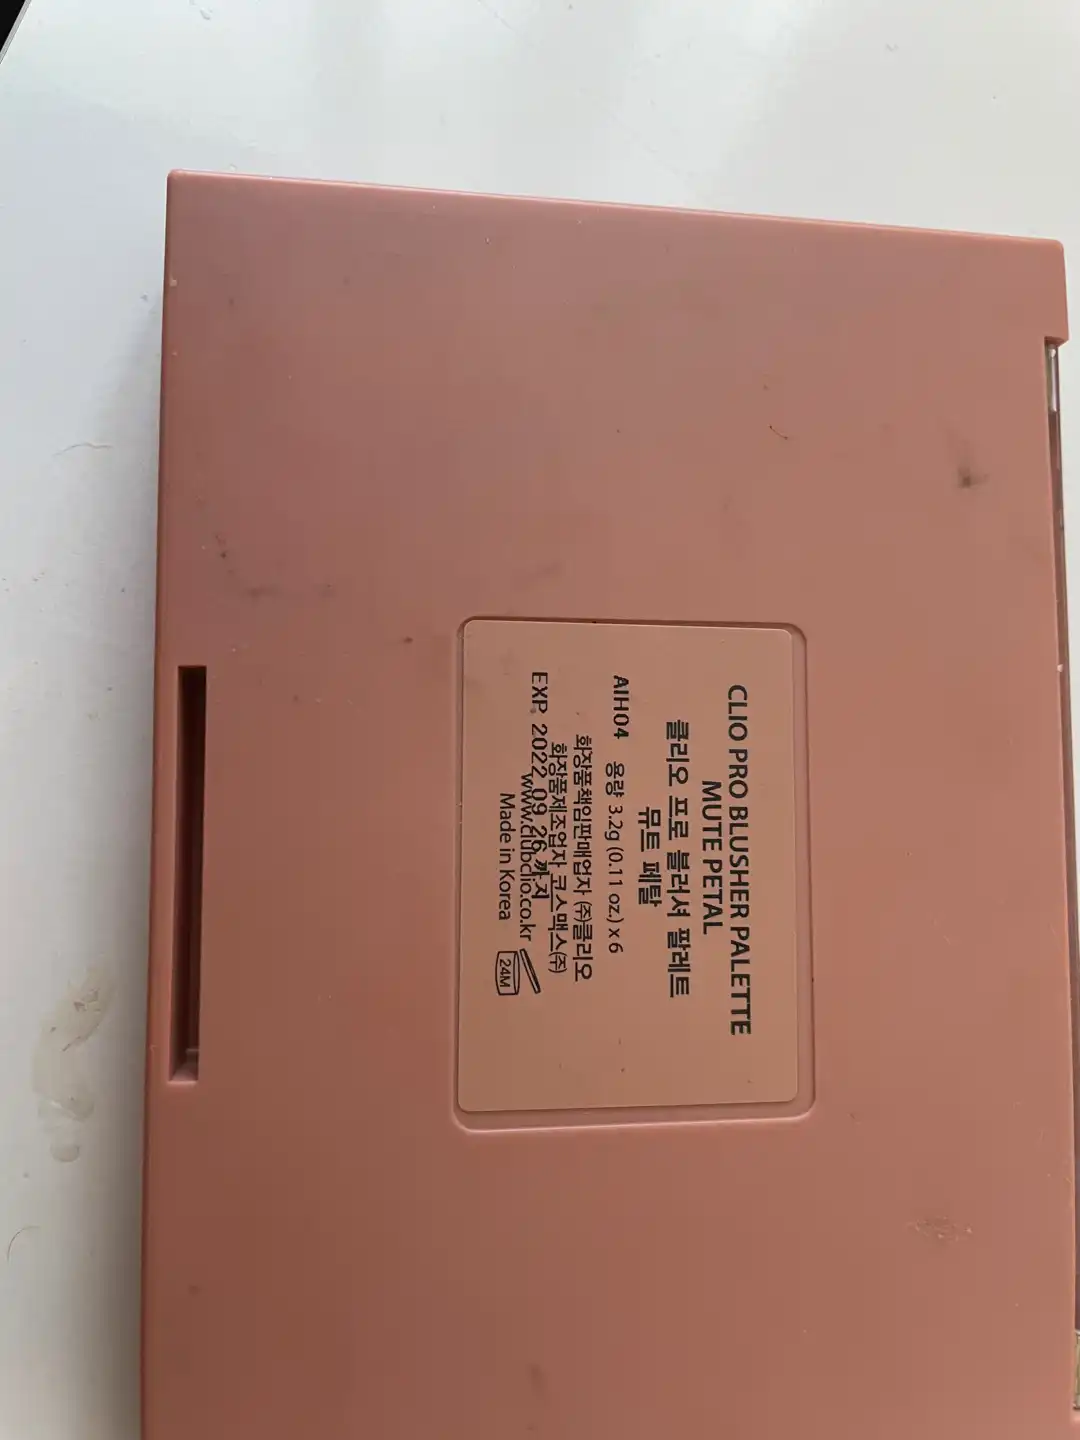 CLIO PRO BLUSHER PALETTE
MUTE PETAL
클리오 프로 블러셔 팔레트
뮤트 페탈
AIH04 용량 3.2g (0.11 oz.) x 6
화장품책임판매업자 ㈜클리오
화장품제조업자 코스맥스㈜
EXP. 2022.09.26.까지
www.clubclio.co.kr
Made in Korea
24M